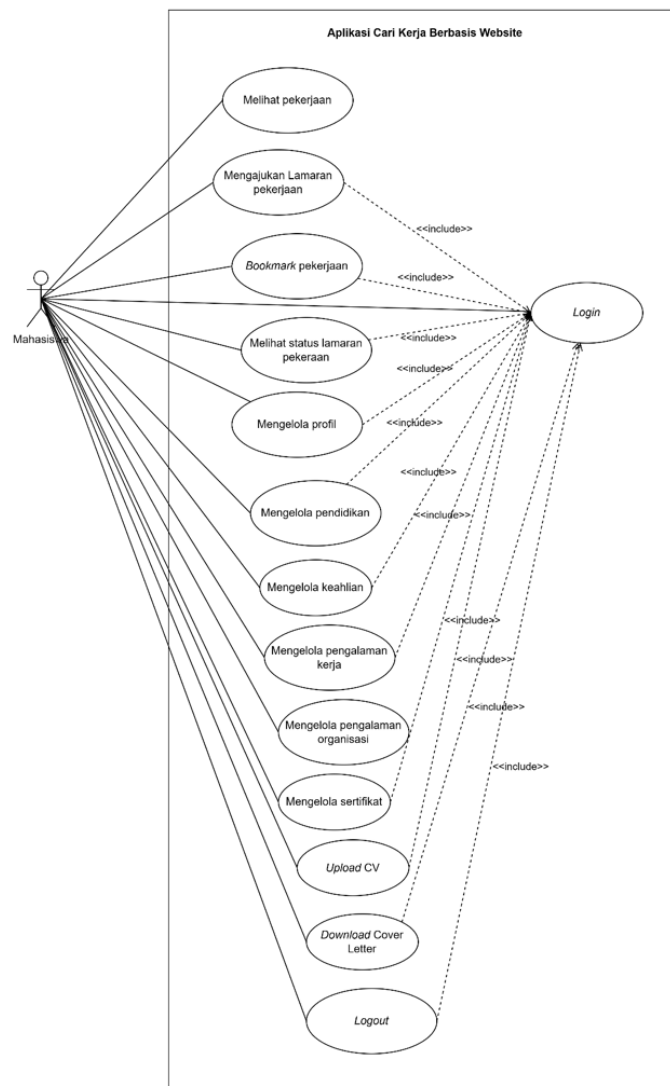 Aplikasi Cari Kerja Berbasis Website
Melihat pekerjaan
Mengajukan Lamaran
pekerjaan
<<include>>
Bookmark pekerjaan
<<include>>
Login
Mahasiswa
Melihat status lamaran
pekeraan
<<include>>
<<include>>
Mengelola profil
<<include>>
<<include>>
Mengelola pendidikan
<<include>>
Mengelola keahlian
<<include>>
Mengelola pengalaman
kerja
<<include>>
<<include>>
Mengelola pengalaman
organisasi
<<include>>
Mengelola sertifikat
Upload CV
Download Cover
Letter
Logout